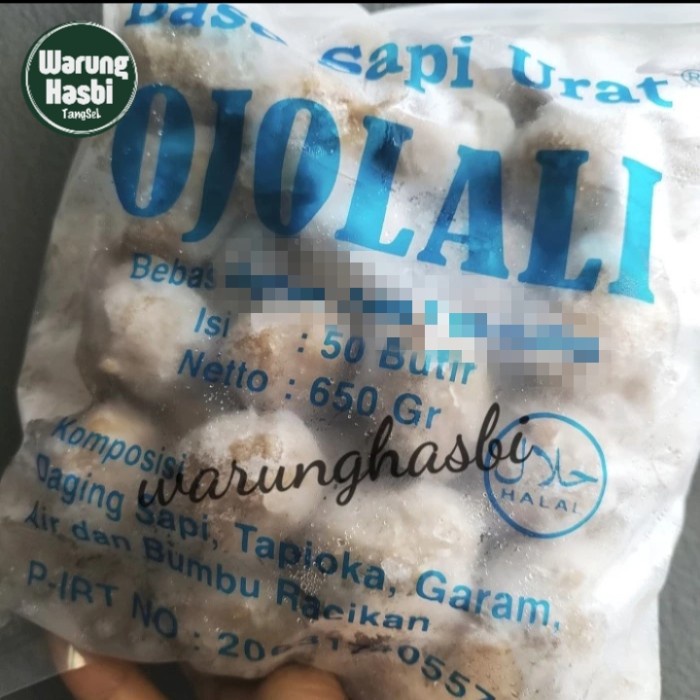 Warung
Hasbi
TangSel
Sapi Urat®
OJOLALI
Bebas
Isi : 50 Butir
Netto : 650 Gr
warunghasbi
حلال
HALAL
Komposisi
Daging Sapi, Tapioka, Garam,
Air dan Bumbu Racikan
P-IRT NO :